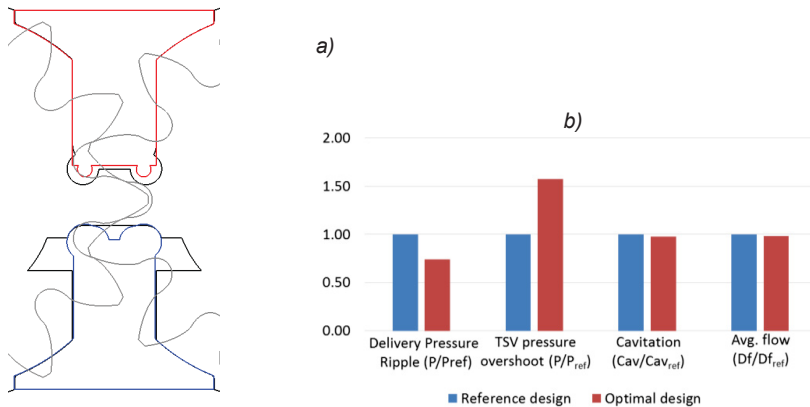 a)
b)
2.00
1.50
1.00
0.50
0.00
Delivery Pressure
Ripple (P/Pref)
TSV pressure
overshoot (P/Pref)
Cavitation
(Cav/Cavref)
Avg. flow
(Df/Dfref)
Reference design
Optimal design